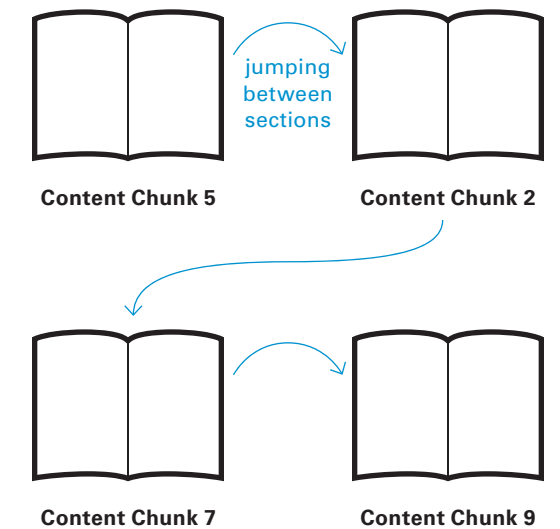 jumping
between
sections
Content Chunk 5
Content Chunk 2
Content Chunk 7
Content Chunk 9